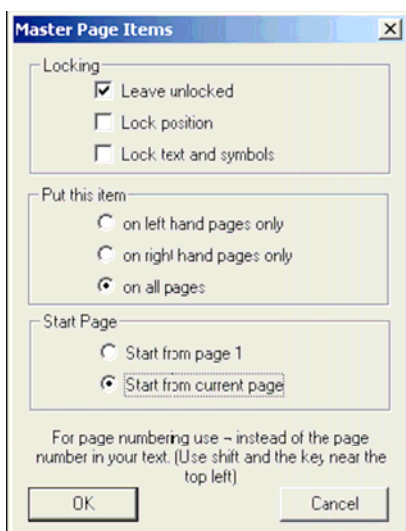 Master Page Items
Locking
Leave unlocked
Lock position
Lock text and symbols
Put this item
on left hand pages only
on right hand pages only
on all pages
Start Page
Start from page 1
Start from current page
For page numbering use ¬ instead of the page
number in your text. (Use shift and the key near the
top left)
OK Cancel